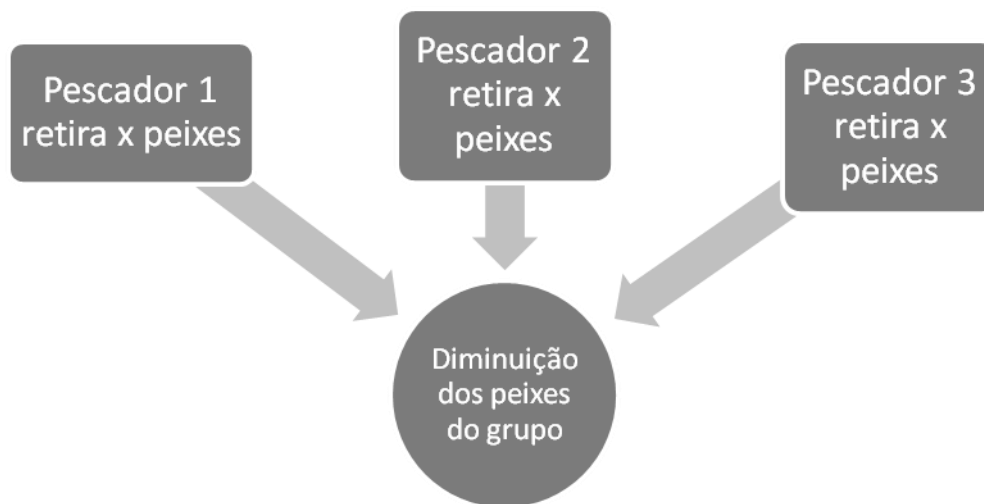 Pescador 1
retira x peixes
Pescador 2
retira x
peixes
Pescador 3
retira x
peixes
Diminuição
dos peixes
do grupo